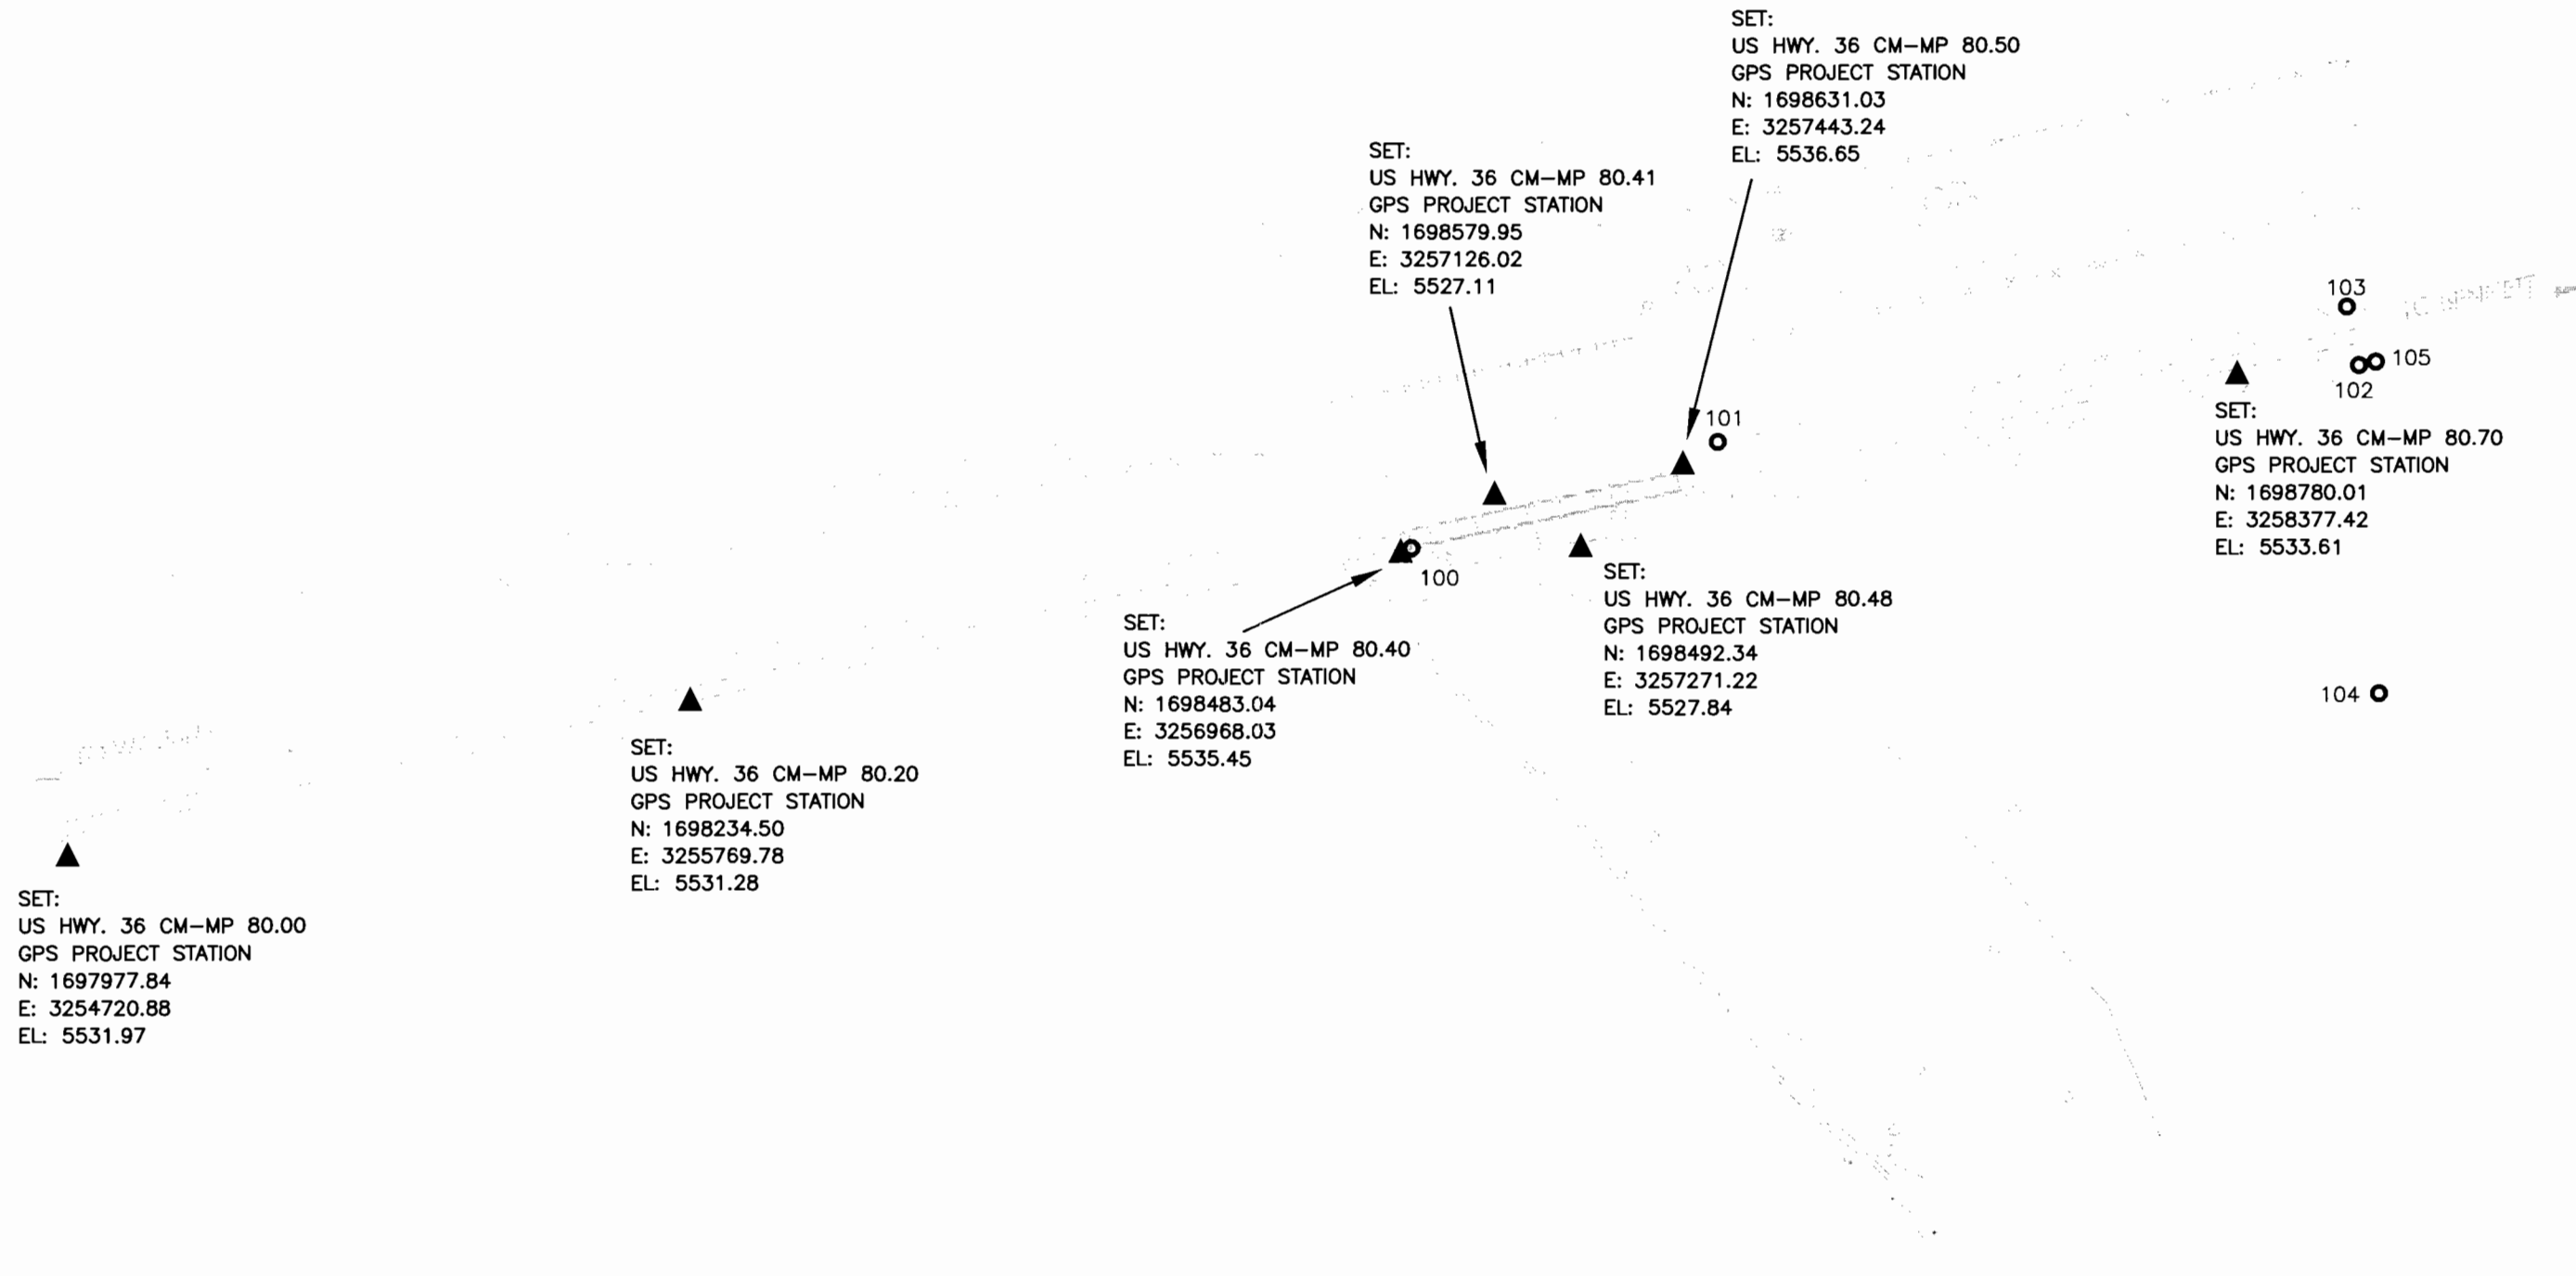 SET:
US HWY. 36 CM-MP 80.50
GPS PROJECT STATION
N: 1698631.03
E: 3257443.24
EL: 5536.65
SET:
US HWY. 36 CM-MP 80.41
GPS PROJECT STATION
N: 1698579.95
E: 3257126.02
EL: 5527.11
103
105
102
101
SET:
US HWY. 36 CM-MP 80.70
GPS PROJECT STATION
N: 1698780.01
E: 3258377.42
EL: 5533.61
100
SET:
US HWY. 36 CM-MP 80.48
GPS PROJECT STATION
N: 1698492.34
E: 3257271.22
EL: 5527.84
SET:
US HWY. 36 CM-MP 80.40
GPS PROJECT STATION
N: 1698483.04
E: 3256968.03
EL: 5535.45
104
SET:
US HWY. 36 CM-MP 80.20
GPS PROJECT STATION
N: 1698234.50
E: 3255769.78
EL: 5531.28
SET:
US HWY. 36 CM-MP 80.00
GPS PROJECT STATION
N: 1697977.84
E: 3254720.88
EL: 5531.97